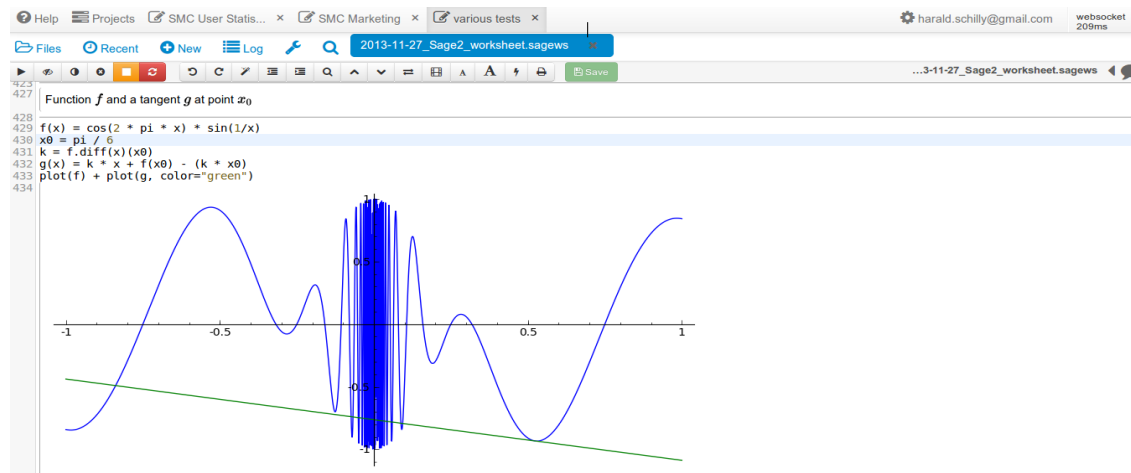 Help Projects SMC User Statis... × SMC Marketing × various tests × harald.schilly@gmail.com websocket
209ms
Files Recent New Log 2013-11-27_Sage2_worksheet.sagews ×
A A Save ...3-11-27_Sage2_worksheet.sagews
423
427 Function f and a tangent g at point x₀
428
429 f(x) = cos(2 * pi * x) * sin(1/x)
430 x0 = pi / 6
431 k = f.diff(x)(x0)
432 g(x) = k * x + f(x0) - (k * x0)
433 plot(f) + plot(g, color="green")
434
1
0.5
-1 -0.5 0.5 1
-0.5
-1